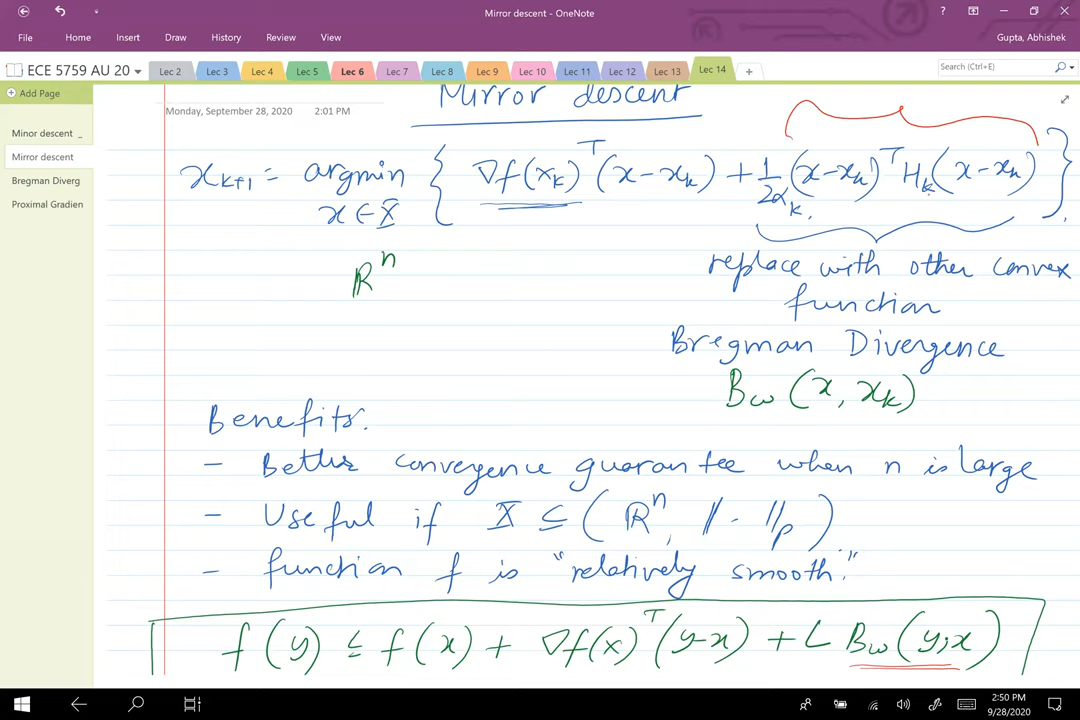 Mirror descent - OneNote
Gupta, Abhishek
File Home Insert Draw History Review View
ECE 5759 AU 20
Lec 2 Lec 3 Lec 4 Lec 5 Lec 6 Lec 7 Lec 8 Lec 9 Lec 10 Lec 11 Lec 12 Lec 13 Lec 14
Search (Ctrl+E)
Add Page
Minor descent _
Mirror descent
Bregman Diverg
Proximal Gradien
Mirror descent
Monday, September 28, 2020 2:01 PM
x_{k+1} = argmin_{x ∈ X} { ∇f(x_k)^T (x-x_k) + 1/(2α_k) (x-x_k)^T H_k (x-x_k) }
R^n
replace with other convex
function
Bregman Divergence
B_ω (x, x_k)
Benefits.
- Better convergence guarantee when n is large
- Useful if X ⊆ (R^n, ||·||_p)
- function f is "relatively smooth."
f(y) ≤ f(x) + ∇f(x)^T (y-x) + L B_ω (y;x)
2:50 PM
9/28/2020